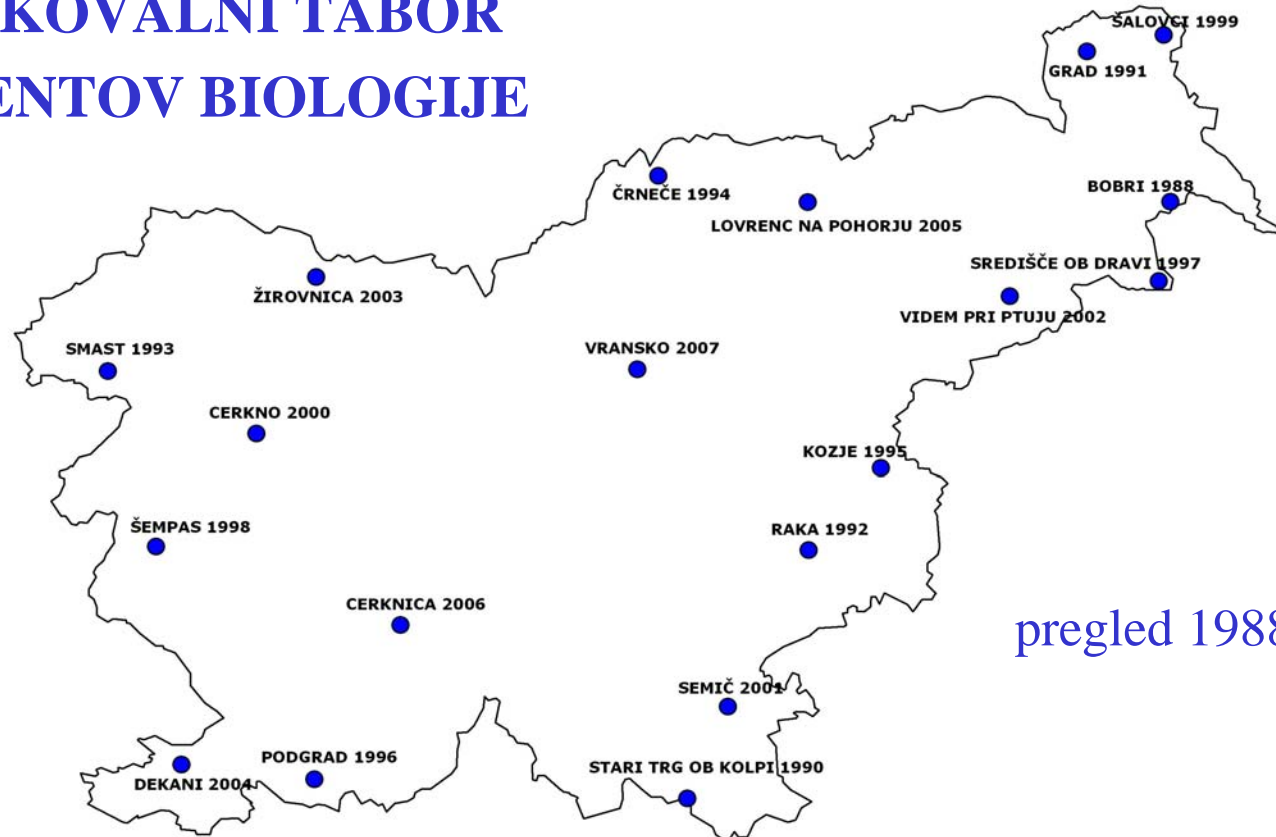 KOVALNI TABOR
ENTOV BIOLOGIJE
ŠALOVCI 1999
GRAD 1991
ČRNEČE 1994
BOBRI 1988
LOVRENC NA POHORJU 2005
SREDIŠČE OB DRAVI 1997
ŽIROVNICA 2003
VIDEM PRI PTUJU 2002
SMAST 1993
VRANSKO 2007
CERKNO 2000
KOZJE 1995
ŠEMPAS 1998
RAKA 1992
CERKNICA 2006
pregled 1988
SEMIČ 2001
PODGRAD 1996
STARI TRG OB KOLPI 1990
DEKANI 2004